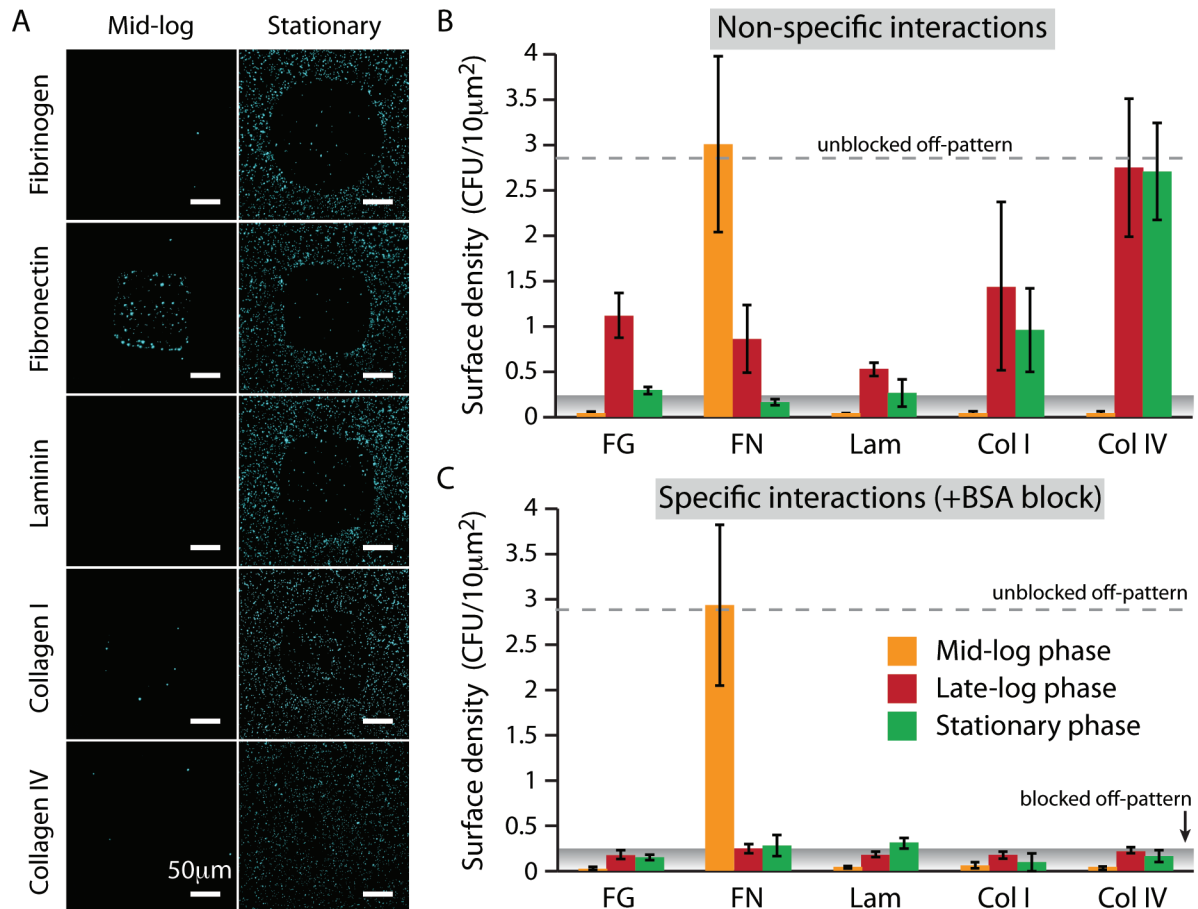 A
Mid-log
Stationary
Fibrinogen
Fibronectin
Laminin
Collagen I
Collagen IV
50μm
B
Non-specific interactions
Surface density (CFU/10μm²)
4
3.5
3
2.5
2
1.5
1
0.5
0
unblocked off-pattern
FG
FN
Lam
Col I
Col IV
C
Specific interactions (+BSA block)
Surface density (CFU/10μm²)
4
3.5
3
2.5
2
1.5
1
0.5
0
unblocked off-pattern
Mid-log phase
Late-log phase
Stationary phase
blocked off-pattern
FG
FN
Lam
Col I
Col IV